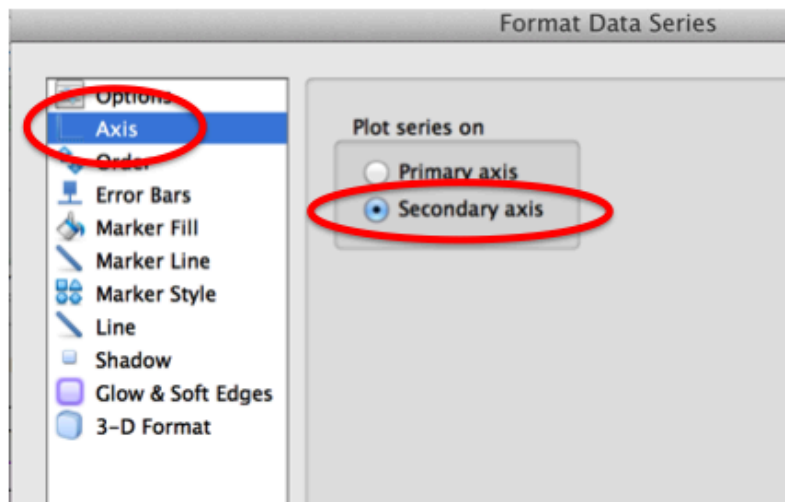 Format Data Series
Options
Axis
Order
Error Bars
Marker Fill
Marker Line
Marker Style
Line
Shadow
Glow & Soft Edges
3-D Format
Plot series on
Primary axis
Secondary axis